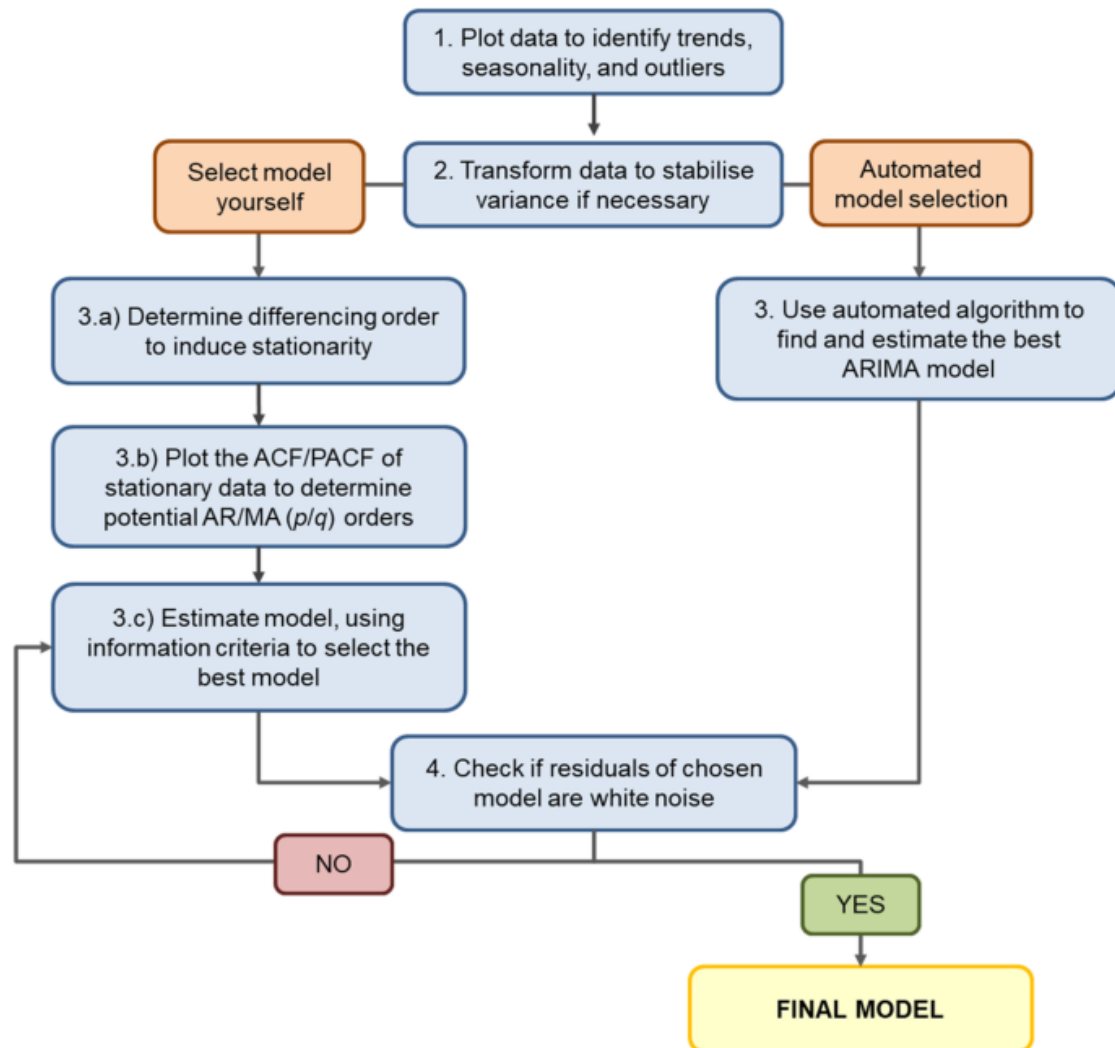 1. Plot data to identify trends,
seasonality, and outliers
Select model
yourself
2. Transform data to stabilise
variance if necessary
Automated
model selection
3.a) Determine differencing order
to induce stationarity
3. Use automated algorithm to
find and estimate the best
ARIMA model
3.b) Plot the ACF/PACF of
stationary data to determine
potential AR/MA (p/q) orders
3.c) Estimate model, using
information criteria to select the
best model
4. Check if residuals of chosen
model are white noise
NO
YES
FINAL MODEL